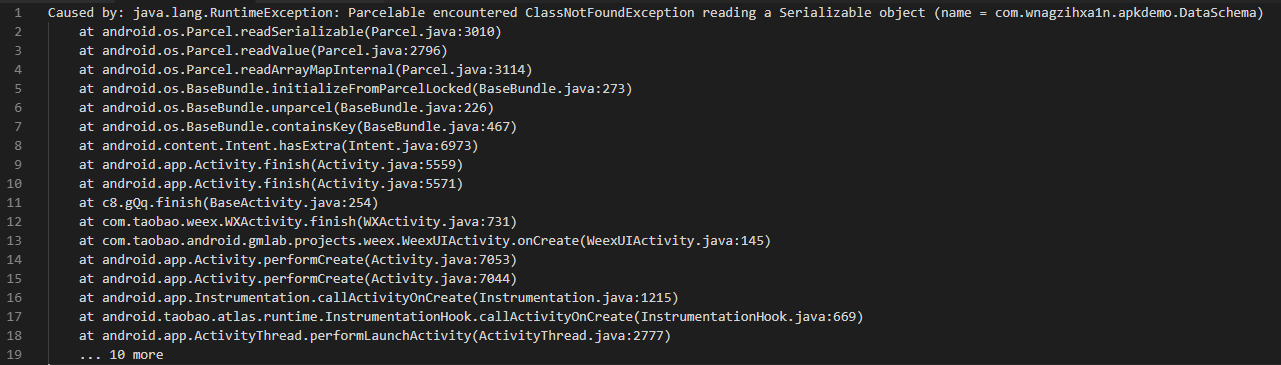 1 Caused by: java.lang.RuntimeException: Parcelable encountered ClassNotFoundException reading a Serializable object (name = com.wnagzihxa1n.apkdemo.DataSchema)
2 at android.os.Parcel.readSerializable(Parcel.java:3010)
3 at android.os.Parcel.readValue(Parcel.java:2796)
4 at android.os.Parcel.readArrayMapInternal(Parcel.java:3114)
5 at android.os.BaseBundle.initializeFromParcelLocked(BaseBundle.java:273)
6 at android.os.BaseBundle.unparcel(BaseBundle.java:226)
7 at android.os.BaseBundle.containsKey(BaseBundle.java:467)
8 at android.content.Intent.hasExtra(Intent.java:6973)
9 at android.app.Activity.finish(Activity.java:5559)
10 at android.app.Activity.finish(Activity.java:5571)
11 at c8.gQq.finish(BaseActivity.java:254)
12 at com.taobao.weex.WXActivity.finish(WXActivity.java:731)
13 at com.taobao.android.gmlab.projects.weex.WeexUIActivity.onCreate(WeexUIActivity.java:145)
14 at android.app.Activity.performCreate(Activity.java:7053)
15 at android.app.Activity.performCreate(Activity.java:7044)
16 at android.app.Instrumentation.callActivityOnCreate(Instrumentation.java:1215)
17 at android.taobao.atlas.runtime.InstrumentationHook.callActivityOnCreate(InstrumentationHook.java:669)
18 at android.app.ActivityThread.performLaunchActivity(ActivityThread.java:2777)
19 ... 10 more